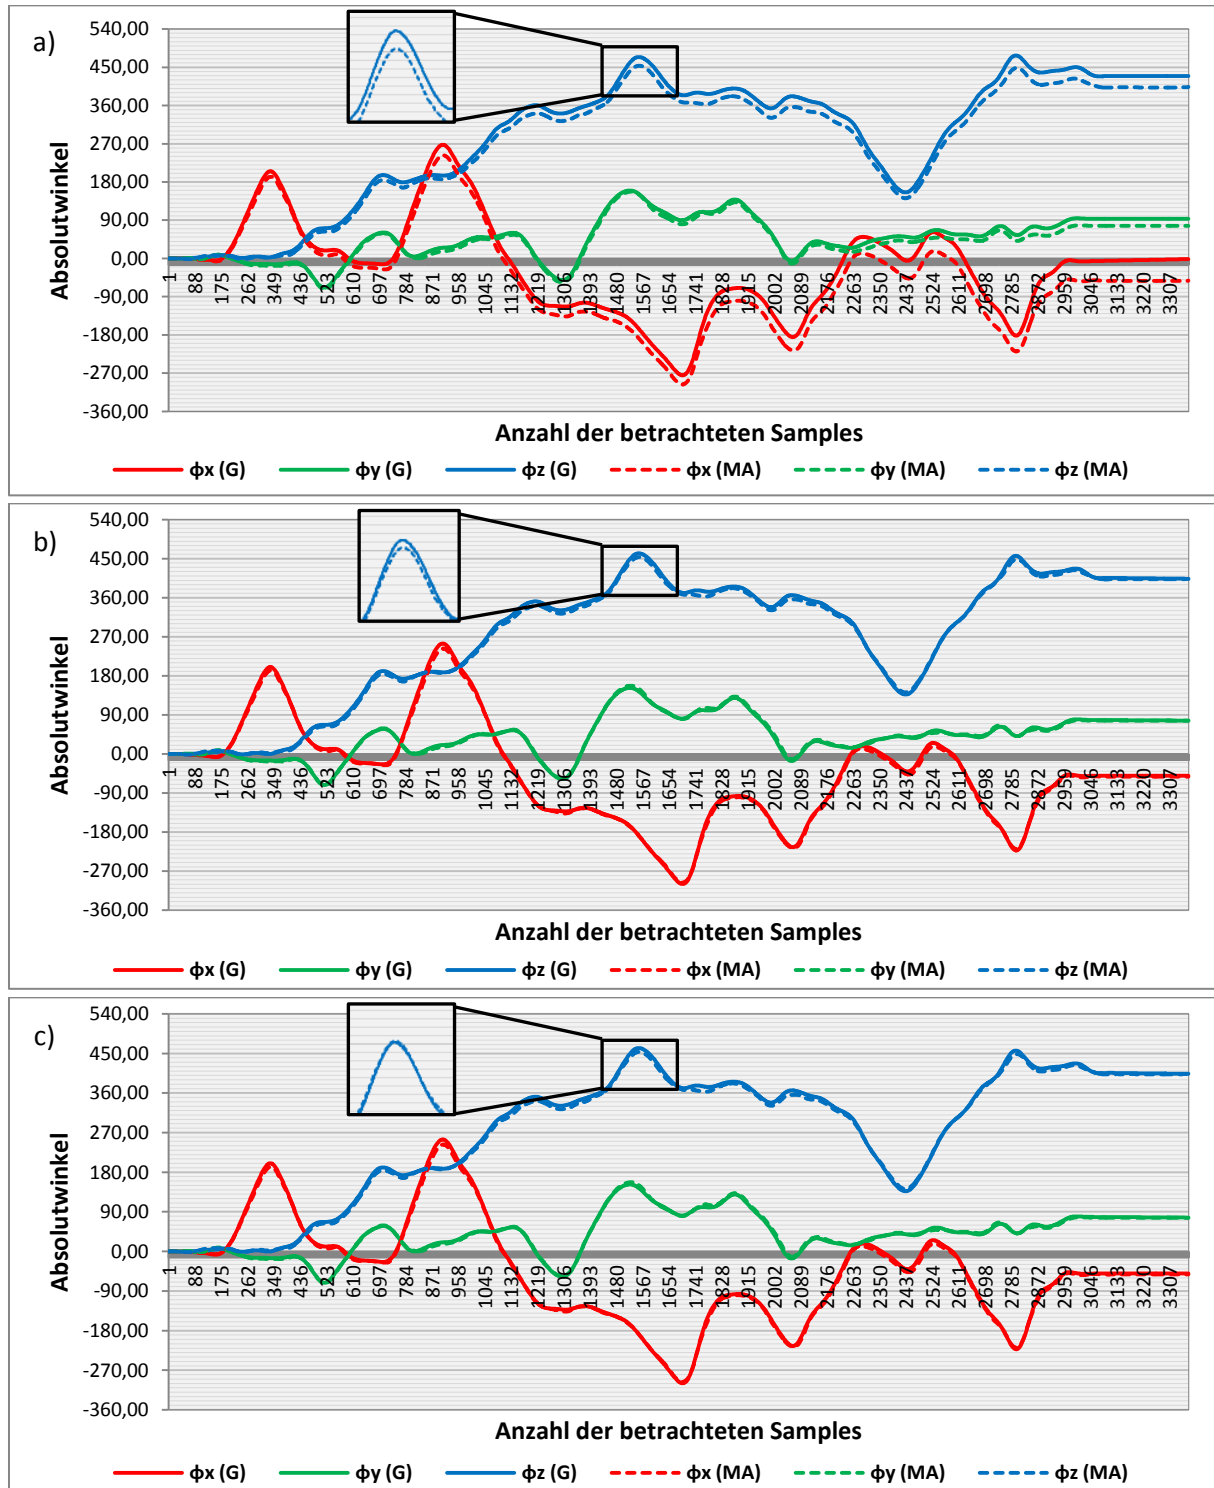 a)
540,00
450,00
360,00
270,00
180,00
90,00
0,00
-90,00
-180,00
-270,00
-360,00
Absolutwinkel
1 88 175 262 349 436 523 610 697 784 871 958 1045 1132 1219 1306 1393 1480 1567 1654 1741 1828 1915 2002 2089 2176 2263 2350 2437 2524 2611 2698 2785 2872 2959 3046 3133 3220 3307
Anzahl der betrachteten Samples
φx (G) φy (G) φz (G) φx (MA) φy (MA) φz (MA)
b)
540,00
450,00
360,00
270,00
180,00
90,00
0,00
-90,00
-180,00
-270,00
-360,00
Absolutwinkel
1 88 175 262 349 436 523 610 697 784 871 958 1045 1132 1219 1306 1393 1480 1567 1654 1741 1828 1915 2002 2089 2176 2263 2350 2437 2524 2611 2698 2785 2872 2959 3046 3133 3220 3307
Anzahl der betrachteten Samples
φx (G) φy (G) φz (G) φx (MA) φy (MA) φz (MA)
c)
540,00
450,00
360,00
270,00
180,00
90,00
0,00
-90,00
-180,00
-270,00
-360,00
Absolutwinkel
1 88 175 262 349 436 523 610 697 784 871 958 1045 1132 1219 1306 1393 1480 1567 1654 1741 1828 1915 2002 2089 2176 2263 2350 2437 2524 2611 2698 2785 2872 2959 3046 3133 3220 3307
Anzahl der betrachteten Samples
φx (G) φy (G) φz (G) φx (MA) φy (MA) φz (MA)